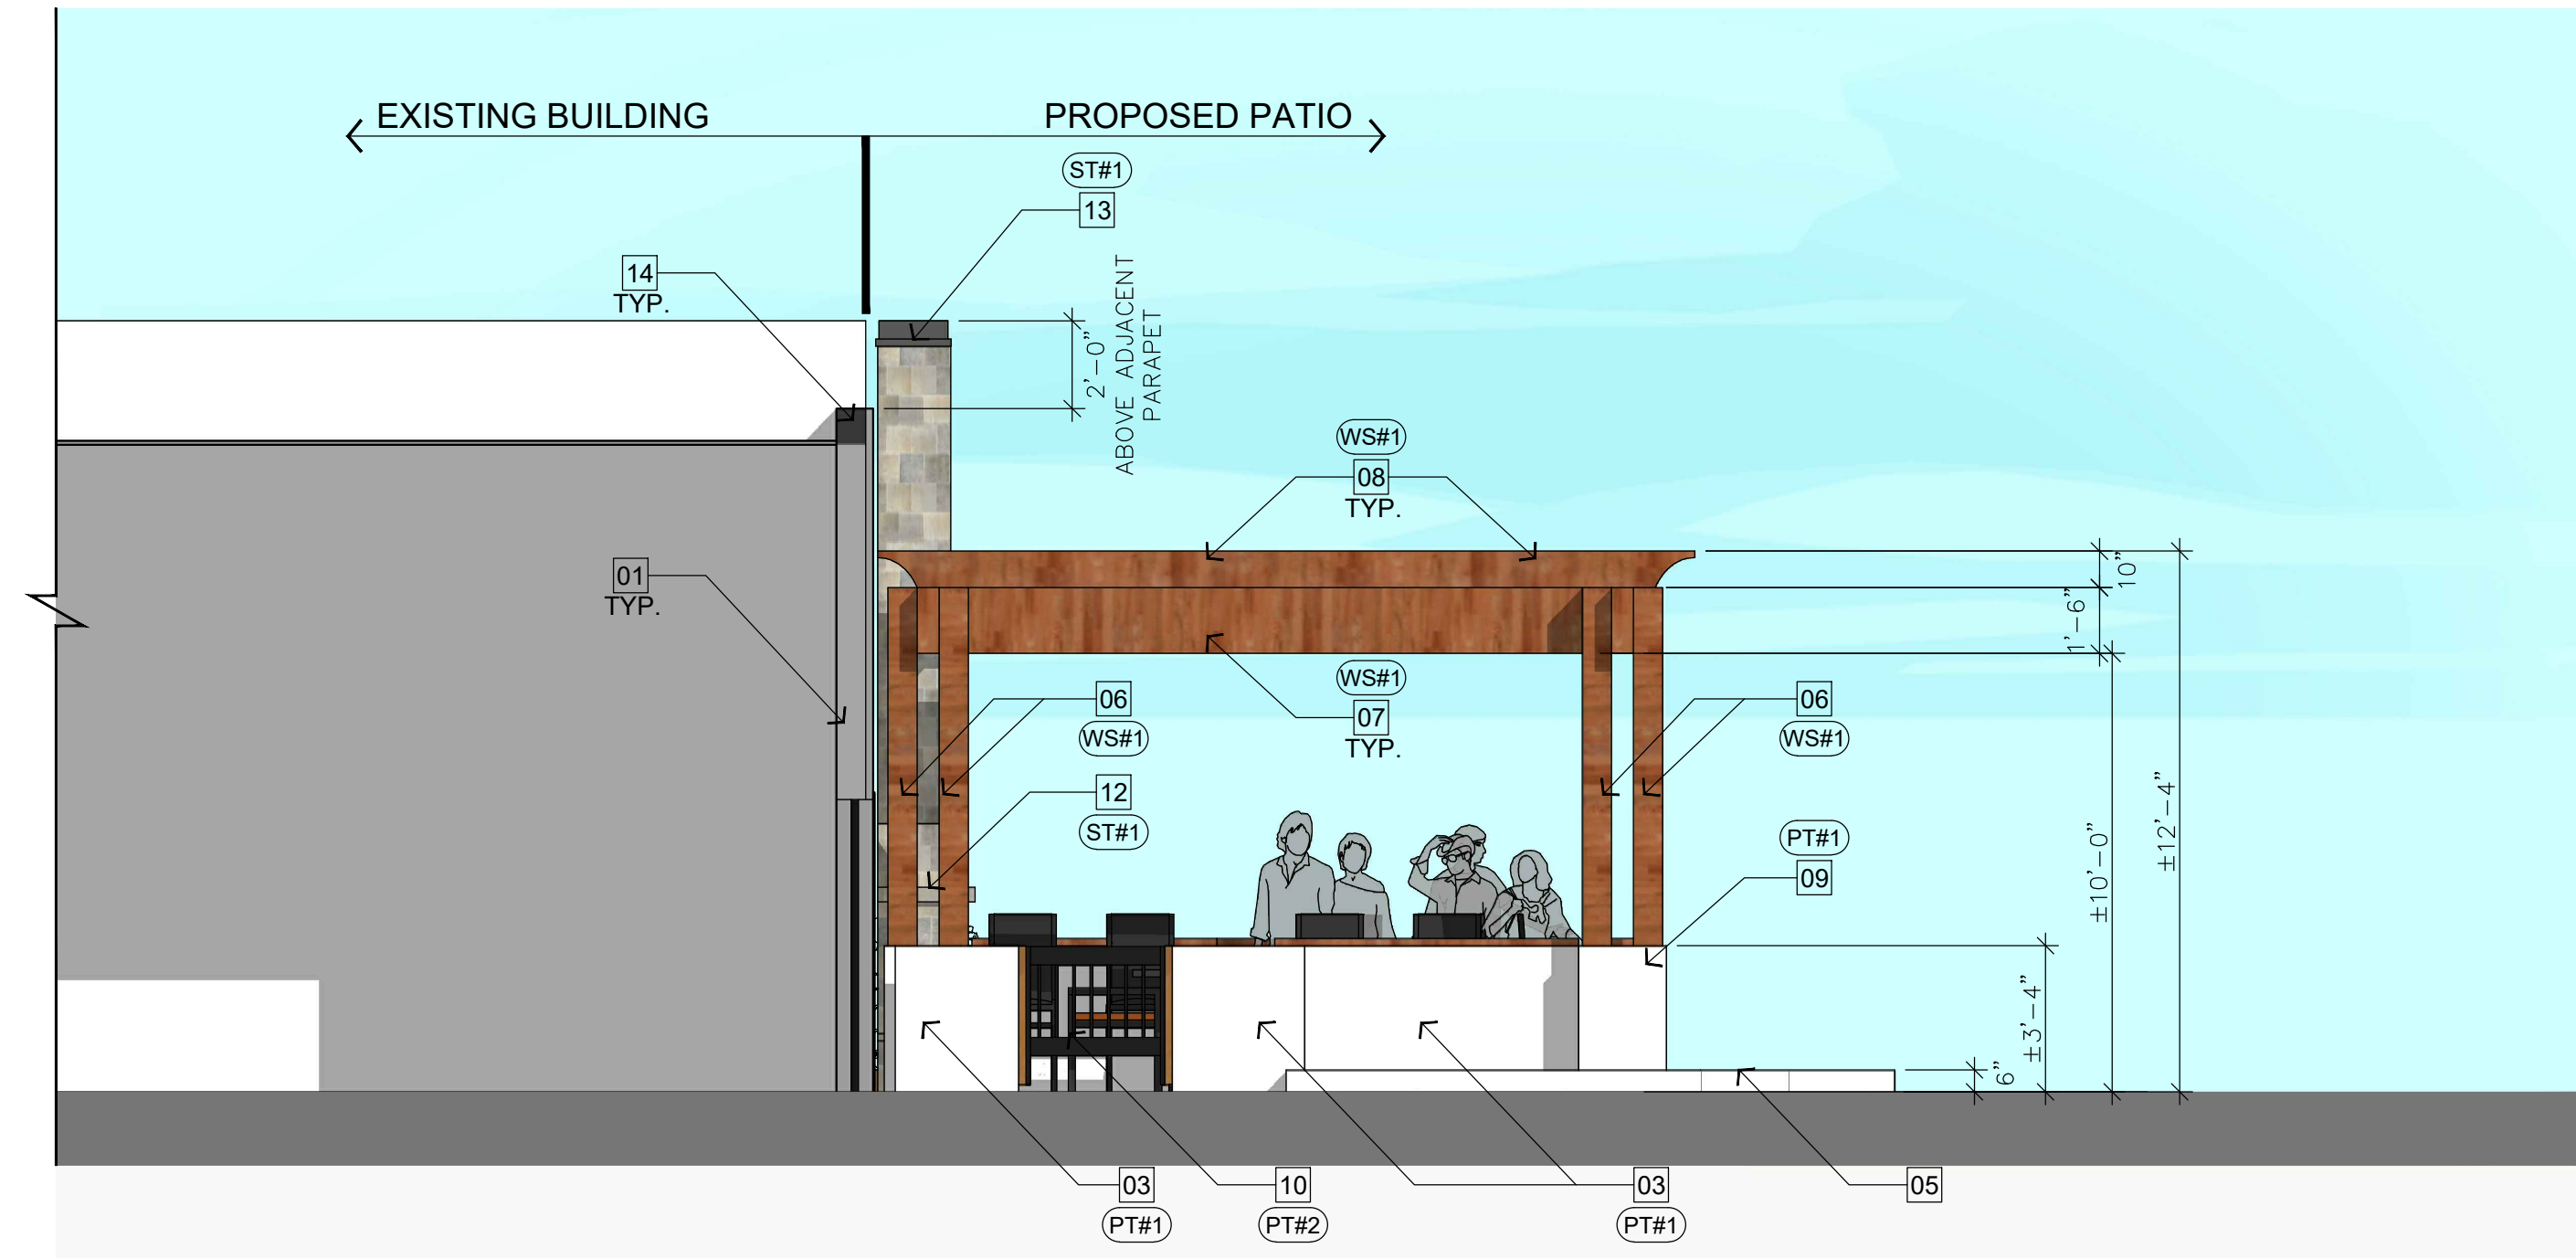 EXISTING BUILDING
PROPOSED PATIO
ST#1
13
14
TYP.
2'-0"
ABOVE ADJACENT
PARAPET
WS#1
08
TYP.
01
TYP.
10"
1'-6"
06
WS#1
WS#1
07
TYP.
06
WS#1
12
ST#1
PT#1
09
±12'-4"
±10'-0"
±3'-4"
6"
03
PT#1
10
PT#2
03
PT#1
05